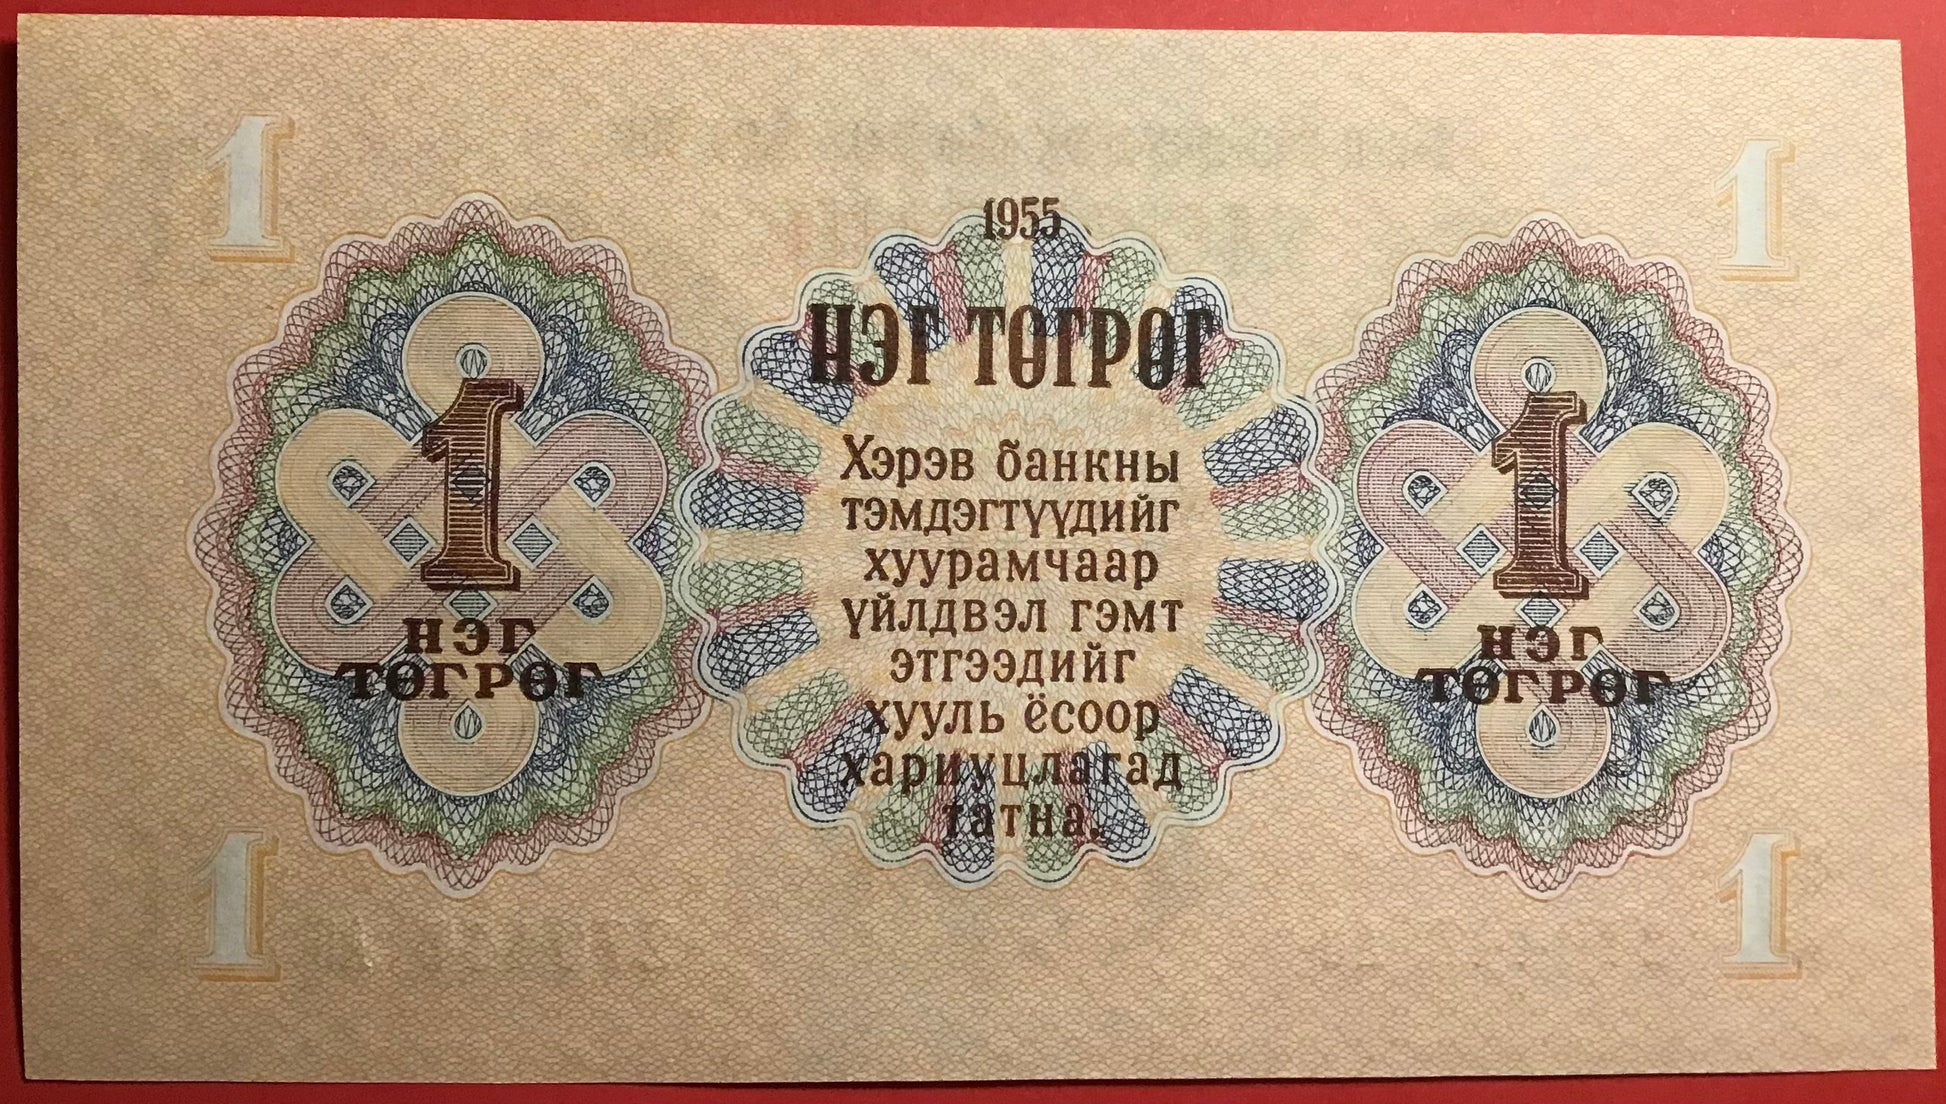 1
1
1955
НЭГ ТӨГРӨГ
1
НЭГ
ТӨГРӨГ
Хэрэв банкны
тэмдэгтүүдийг
хуурамчаар
үйлдвэл гэмт
этгээдийг
хууль ёсоор
хариуцлагад
татна.
1
НЭГ
ТӨГРӨГ
1
1